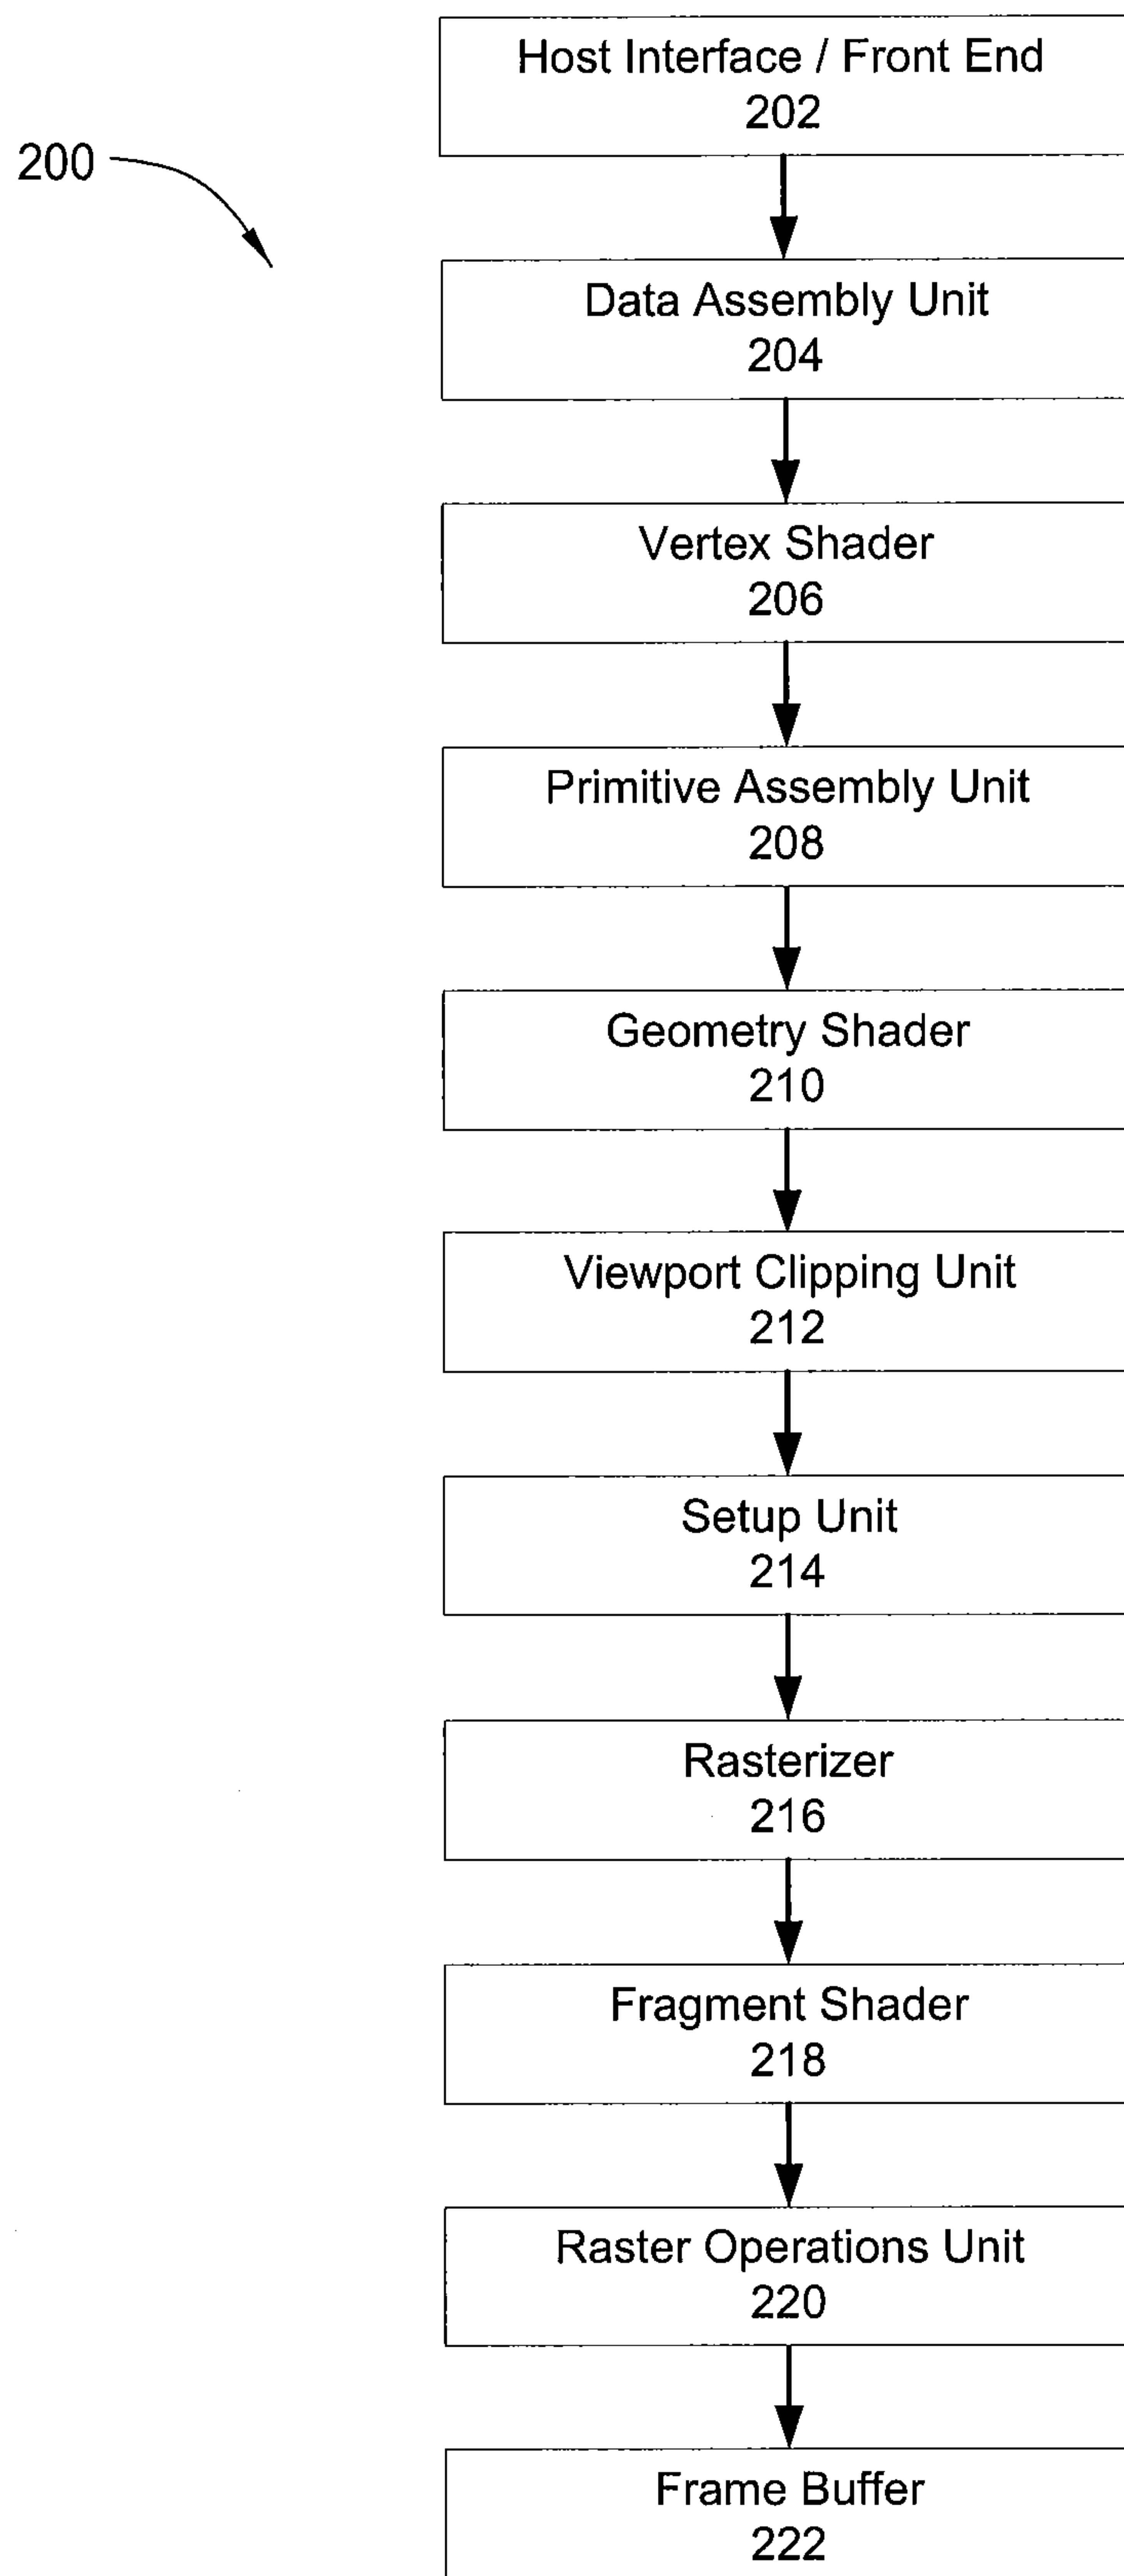 Host Interface / Front End
202
200
Data Assembly Unit
204
Vertex Shader
206
Primitive Assembly Unit
208
Geometry Shader
210
Viewport Clipping Unit
212
Setup Unit
214
Rasterizer
216
Fragment Shader
218
Raster Operations Unit
220
Frame Buffer
222